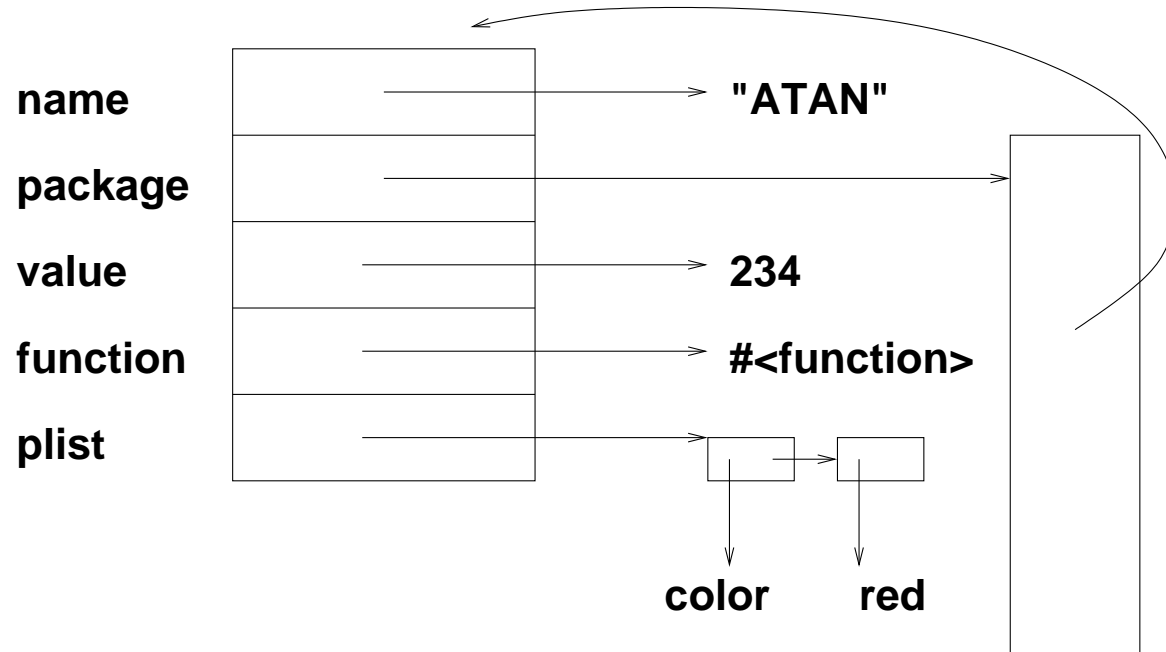 name "ATAN"
package
value 234
function #<function>
plist
color red